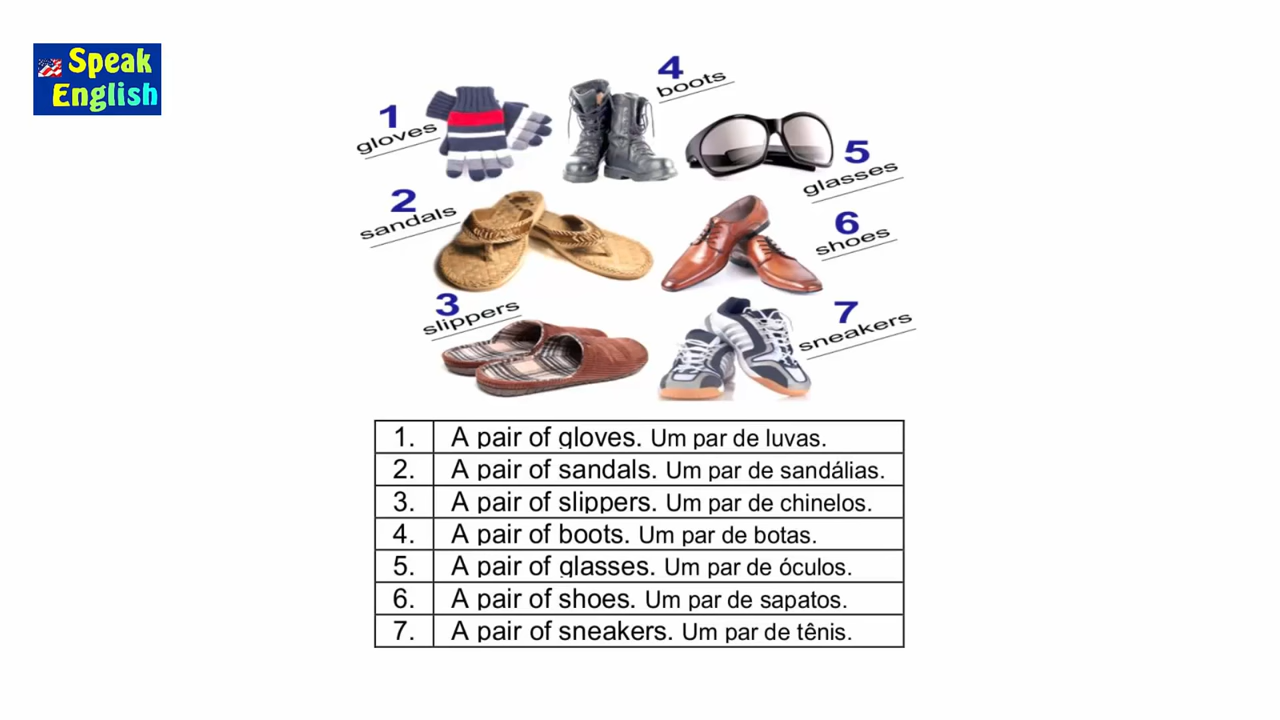 Speak
English
1
gloves
4
boots
5
glasses
2
sandals
6
shoes
3
slippers
7
sneakers
1. A pair of gloves. Um par de luvas.
2. A pair of sandals. Um par de sandálias.
3. A pair of slippers. Um par de chinelos.
4. A pair of boots. Um par de botas.
5. A pair of glasses. Um par de óculos.
6. A pair of shoes. Um par de sapatos.
7. A pair of sneakers. Um par de tênis.